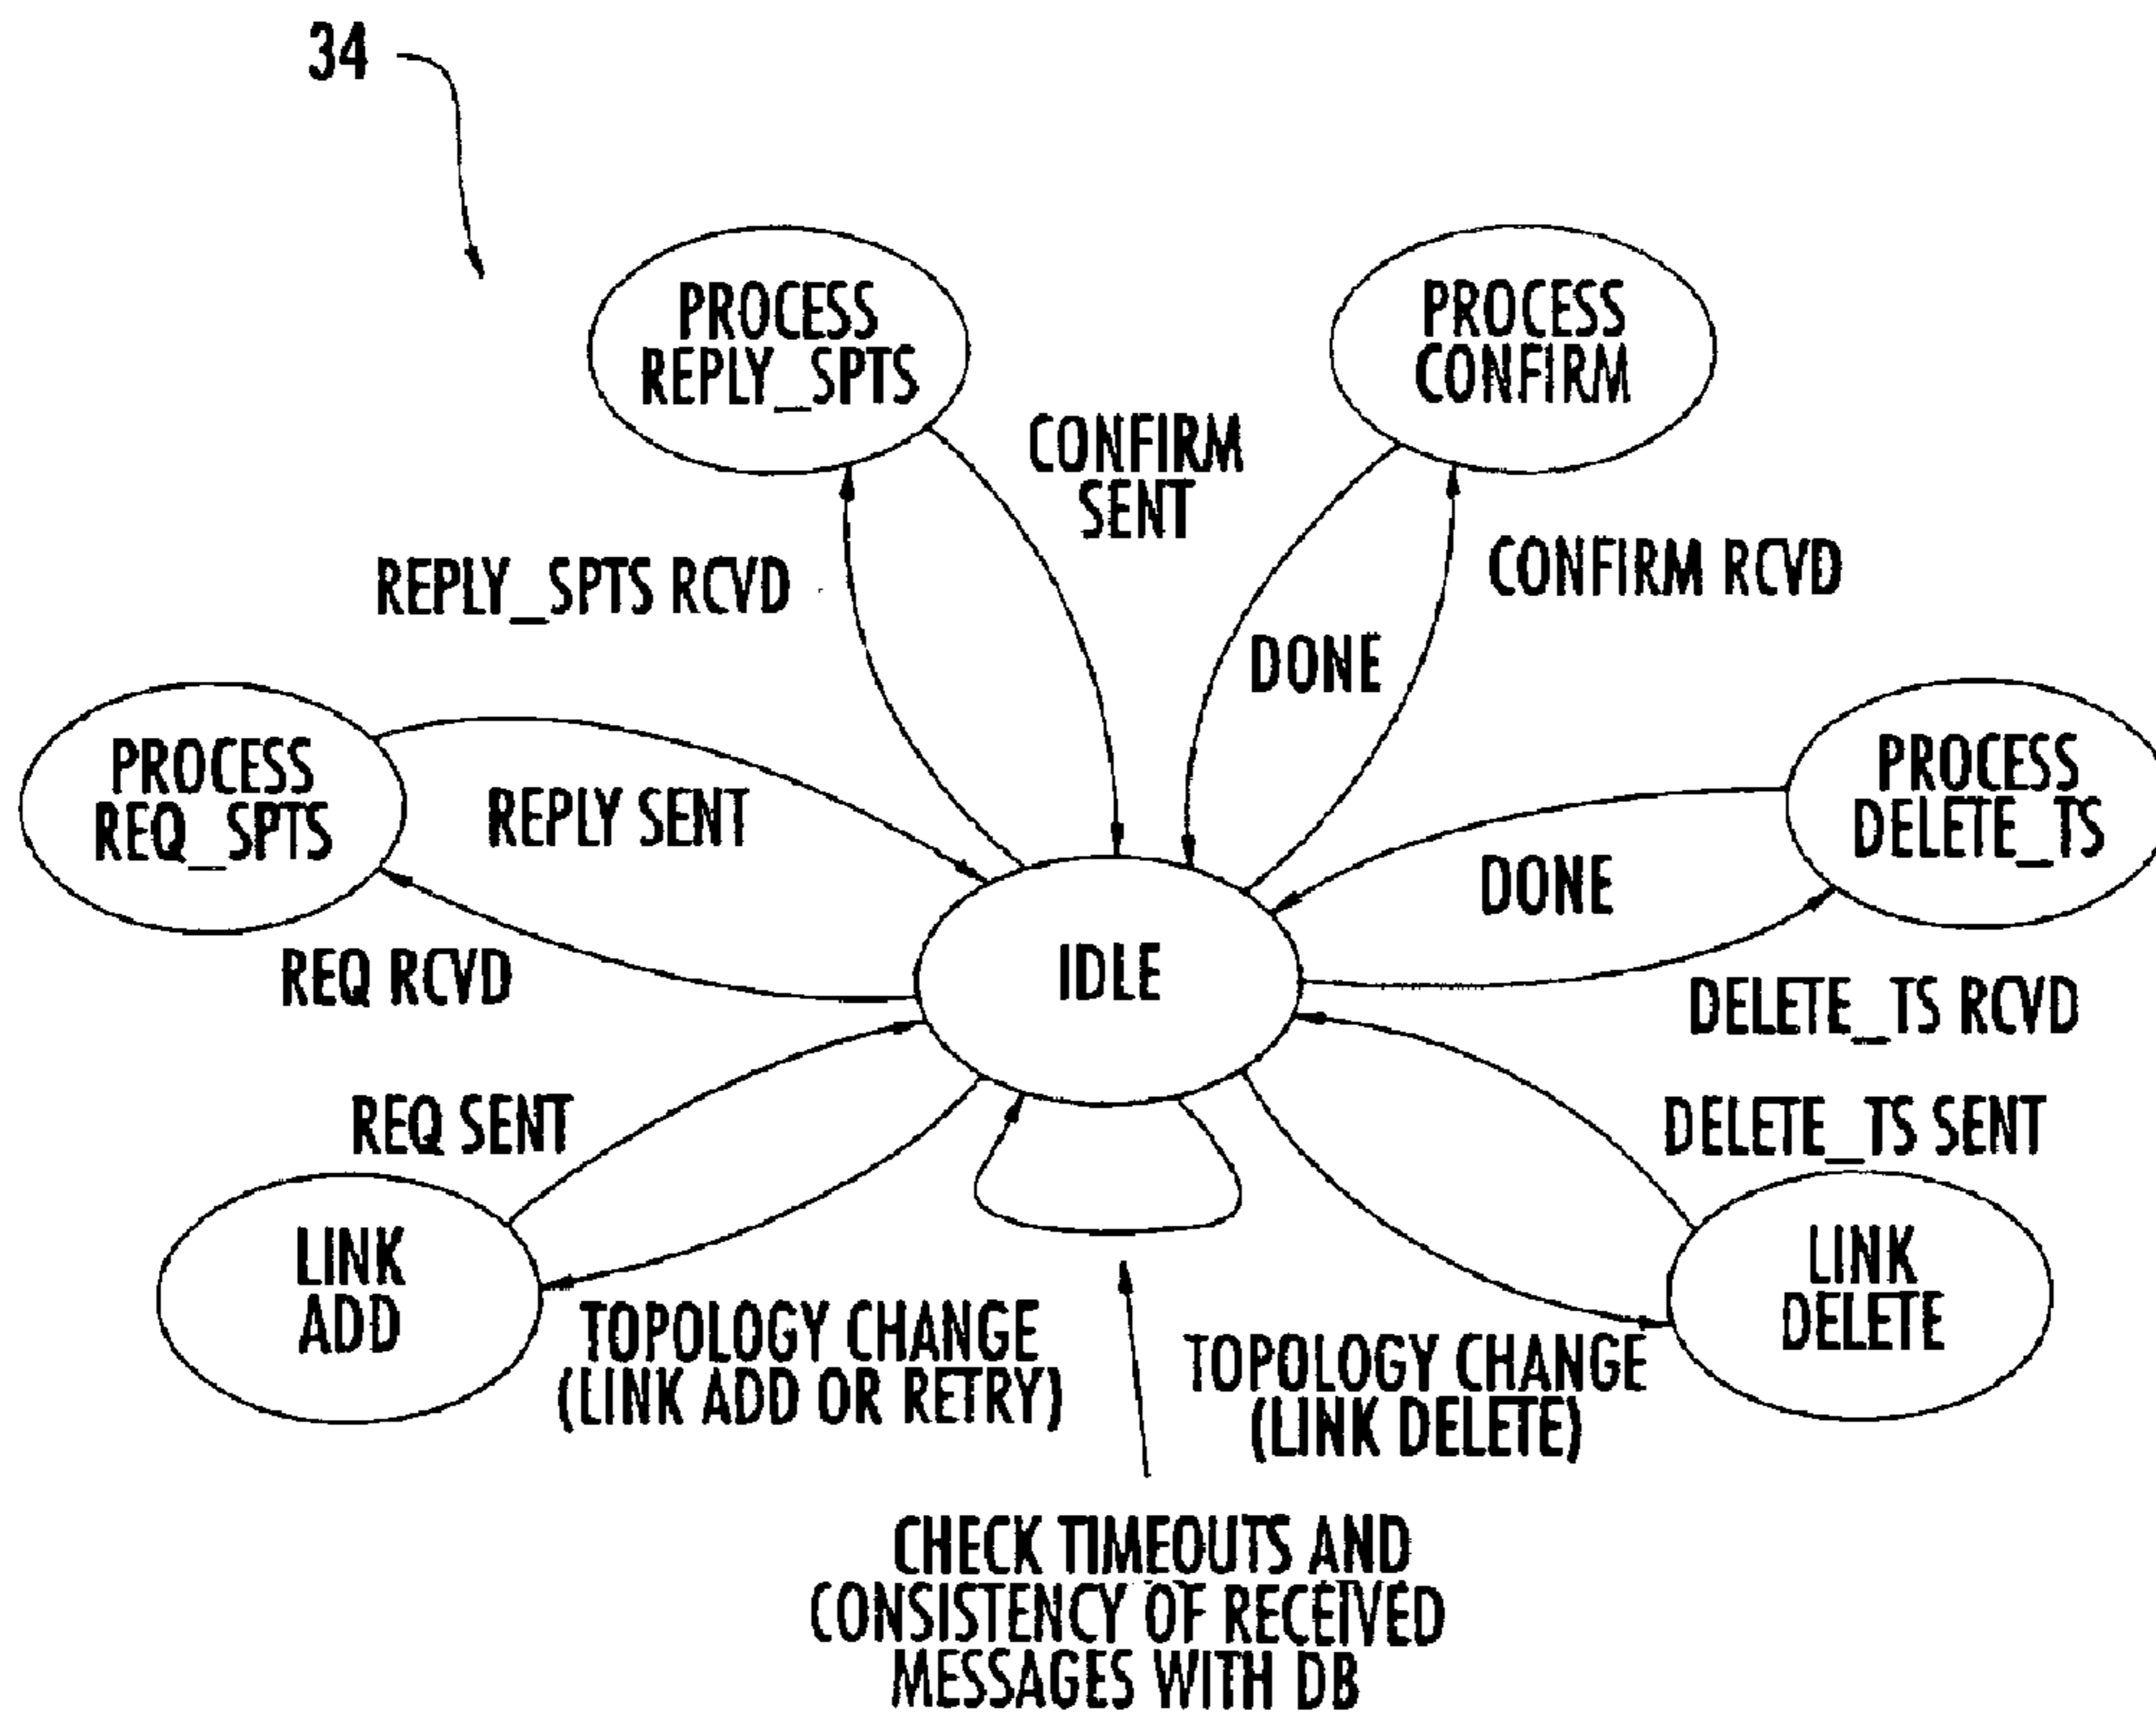 34
PROCESS
REPLY_SPTS
PROCESS
CONFIRM
CONFIRM
SENT
REPLY_SPTS RCVD
CONFIRM RCVD
DONE
PROCESS
REQ_SPTS
REPLY SENT
PROCESS
DELETE_TS
DONE
IDLE
REQ RCVD
DELETE_TS RCVD
REQ SENT
DELETE_TS SENT
LINK
ADD
LINK
DELETE
TOPOLOGY CHANGE
(LINK ADD OR RETRY)
TOPOLOGY CHANGE
(LINK DELETE)
CHECK TIMEOUTS AND
CONSISTENCY OF RECEIVED
MESSAGES WITH DB